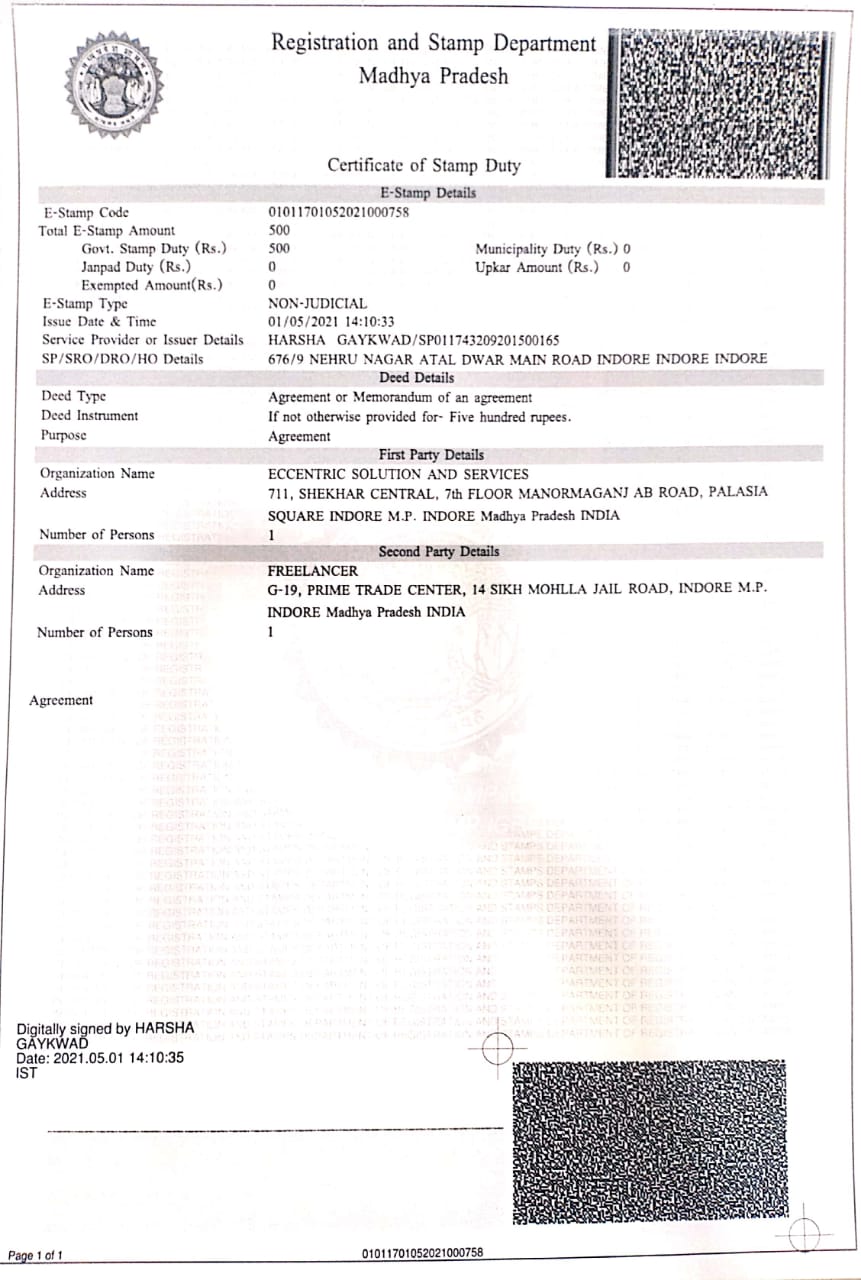 Registration and Stamp Department
Madhya Pradesh
Certificate of Stamp Duty
E-Stamp Details
E-Stamp Code 01011701052021000758
Total E-Stamp Amount 500
Govt. Stamp Duty (Rs.) 500 Municipality Duty (Rs.) 0
Janpad Duty (Rs.) 0 Upkar Amount (Rs.) 0
Exempted Amount(Rs.) 0
E-Stamp Type NON-JUDICIAL
Issue Date & Time 01/05/2021 14:10:33
Service Provider or Issuer Details HARSHA GAYKWAD/SP011743209201500165
SP/SRO/DRO/HO Details 676/9 NEHRU NAGAR ATAL DWAR MAIN ROAD INDORE INDORE INDORE
Deed Details
Deed Type Agreement or Memorandum of an agreement
Deed Instrument If not otherwise provided for- Five hundred rupees.
Purpose Agreement
First Party Details
Organization Name ECCENTRIC SOLUTION AND SERVICES
Address 711, SHEKHAR CENTRAL, 7th FLOOR MANORMAGANJ AB ROAD, PALASIA
SQUARE INDORE M.P. INDORE Madhya Pradesh INDIA
Number of Persons 1
Second Party Details
Organization Name FREELANCER
Address G-19, PRIME TRADE CENTER, 14 SIKH MOHLLA JAIL ROAD, INDORE M.P.
INDORE Madhya Pradesh INDIA
Number of Persons 1
Agreement
Digitally signed by HARSHA
GAYKWAD
Date: 2021.05.01 14:10:35
IST
Page 1 of 1 01011701052021000758